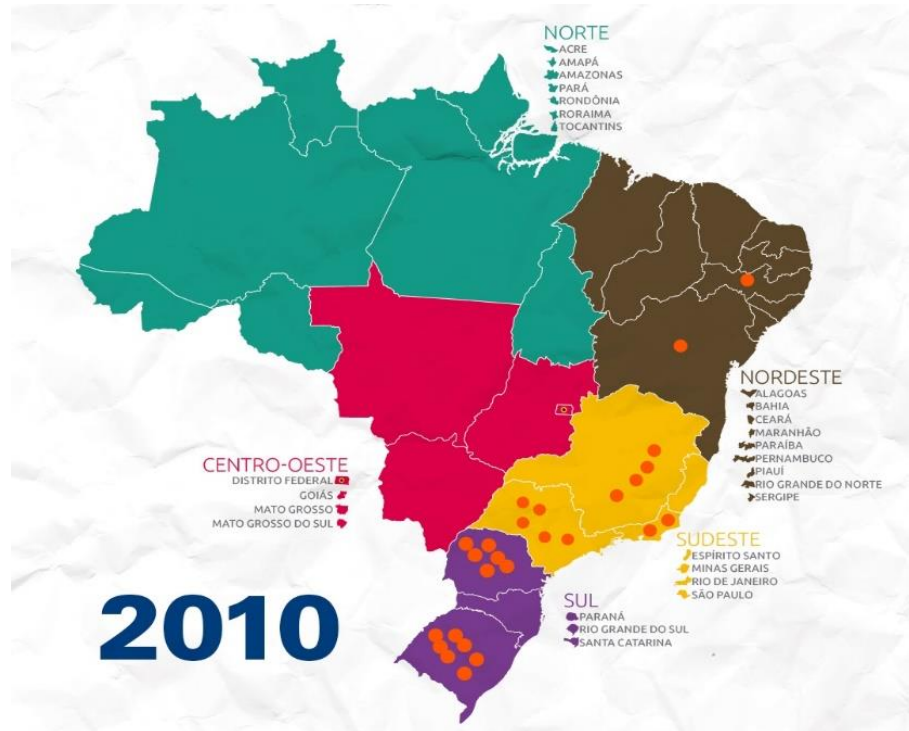 NORTE
ACRE
AMAPÁ
AMAZONAS
PARÁ
RONDÔNIA
RORAIMA
TOCANTINS
NORDESTE
ALAGOAS
BAHIA
CEARÁ
MARANHÃO
PARAÍBA
PERNAMBUCO
PIAUÍ
RIO GRANDE DO NORTE
SERGIPE
CENTRO-OESTE
DISTRITO FEDERAL
GOIÁS
MATO GROSSO
MATO GROSSO DO SUL
SUDESTE
ESPÍRITO SANTO
MINAS GERAIS
RIO DE JANEIRO
SÃO PAULO
SUL
PARANÁ
RIO GRANDE DO SUL
SANTA CATARINA
2010